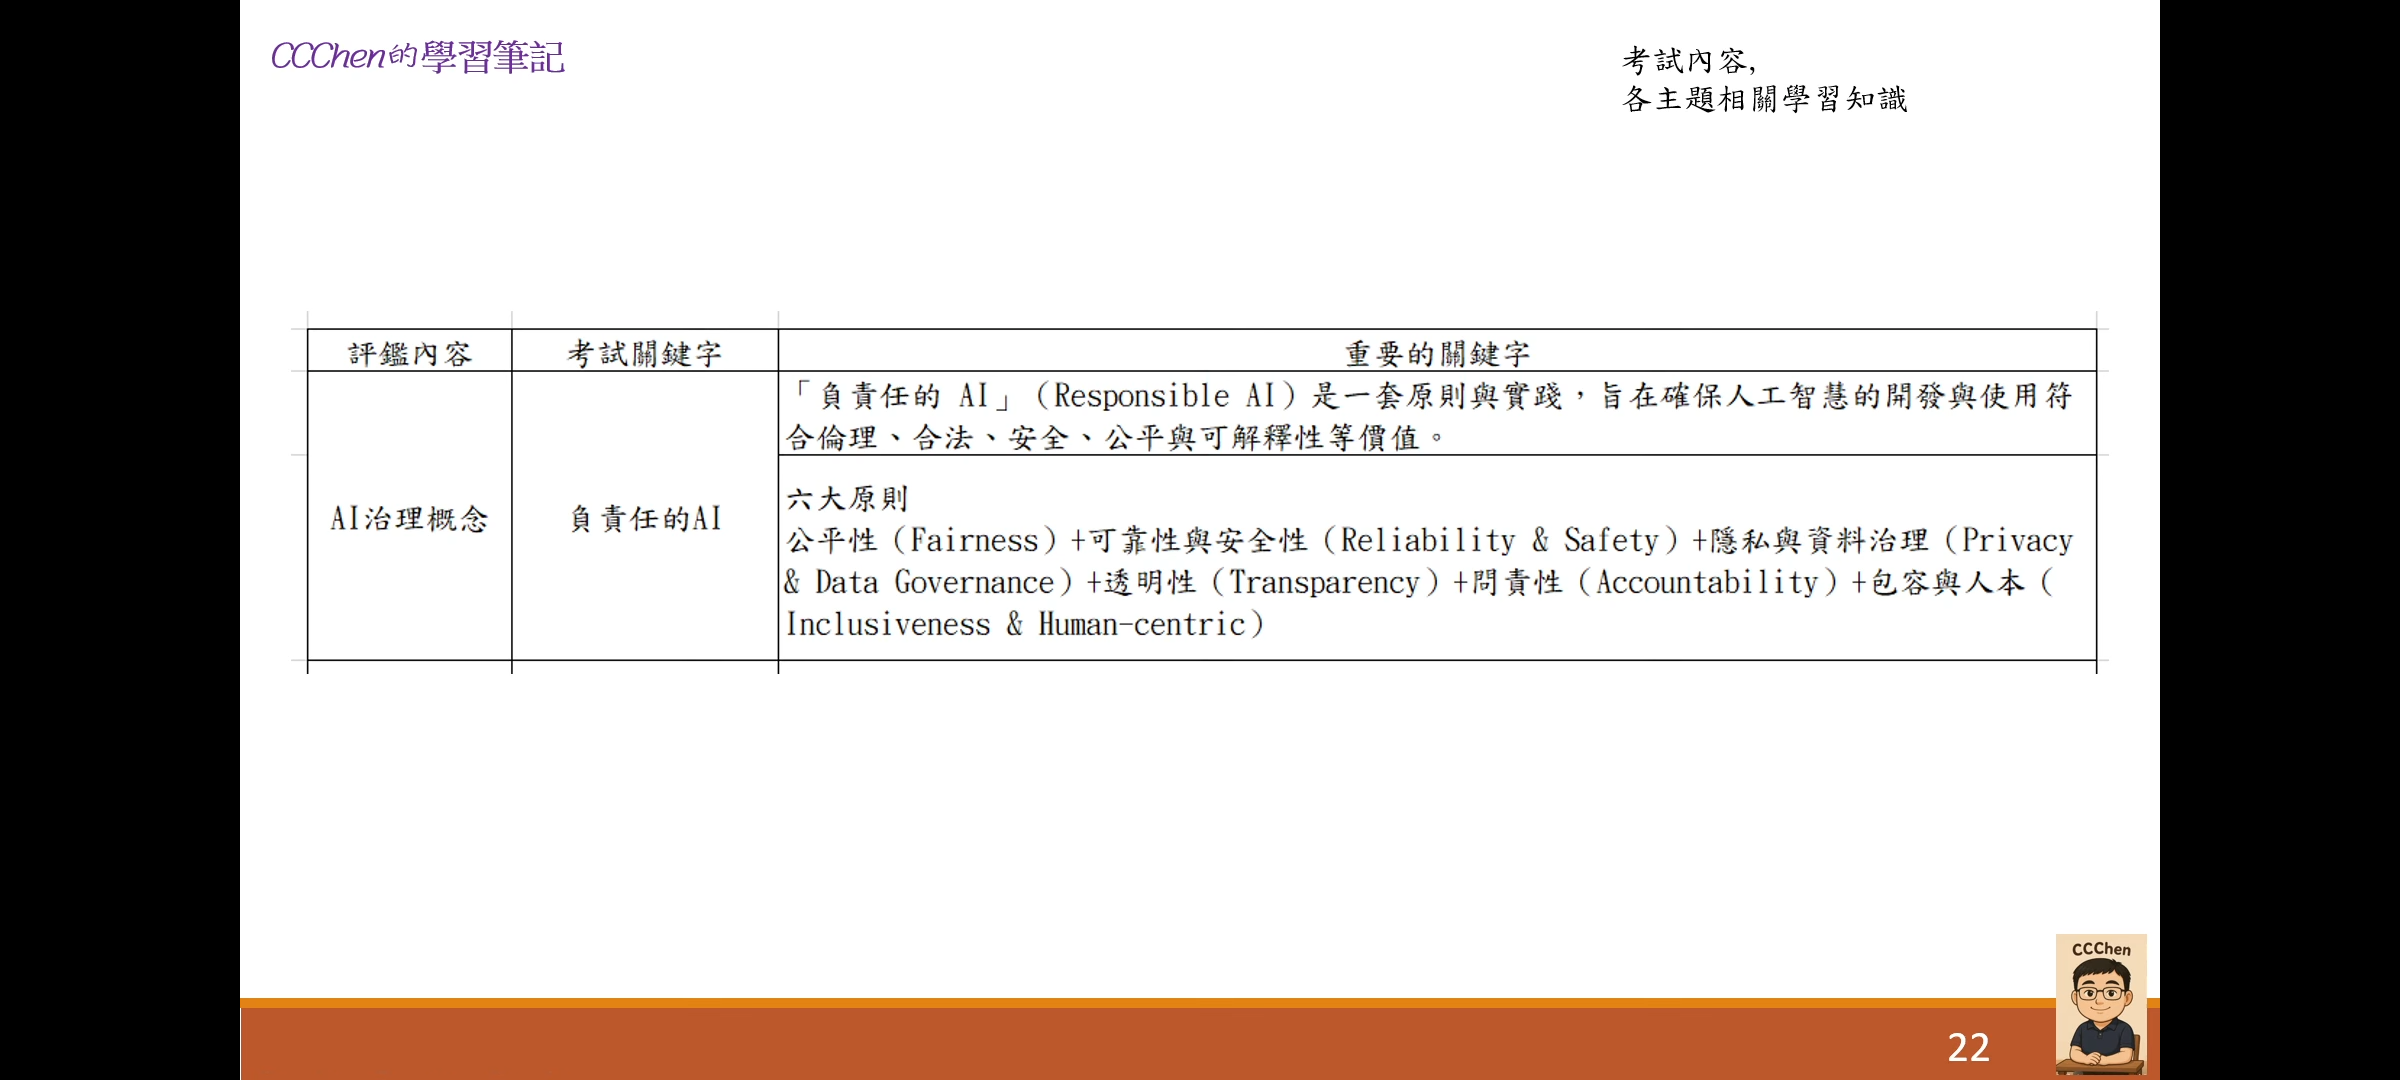 CCChen的學習筆記
考試內容,
各主題相關學習知識
評鑑內容
考試關鍵字
重要的關鍵字
AI治理概念
負責任的AI
「負責任的 AI」（Responsible AI）是一套原則與實踐，旨在確保人工智慧的開發與使用符
合倫理、合法、安全、公平與可解釋性等價值。
六大原則
公平性（Fairness）+可靠性與安全性（Reliability & Safety）+隱私與資料治理（Privacy
& Data Governance）+透明性（Transparency）+問責性（Accountability）+包容與人本（
Inclusiveness & Human-centric）
CCChen
22